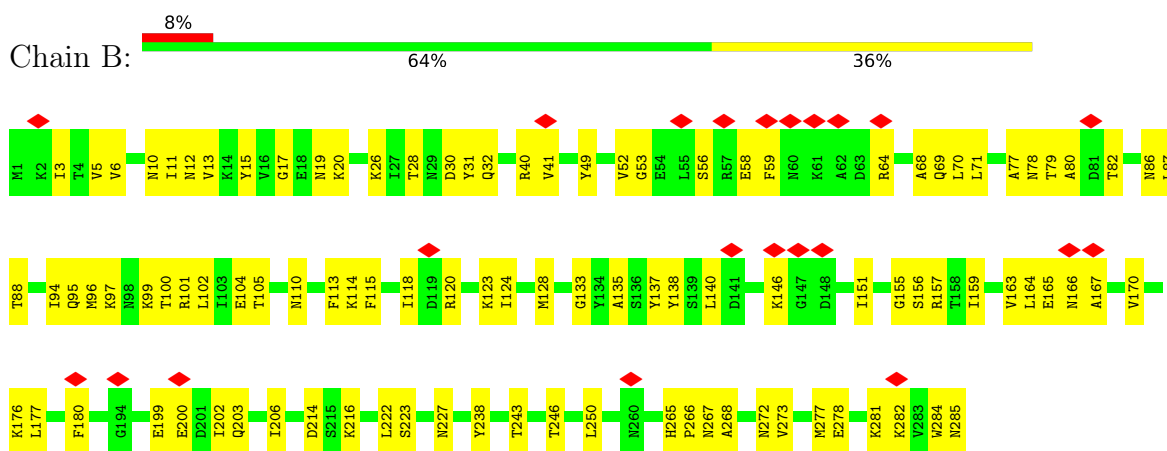 8%
Chain B:
64% 36%
M1 K2 I3 T4 V5 V6 N10 I11 N12 V13 K14 Y15 V16 G17 E18 N19 K20 K26 I27 T28 N29 D30 Y31 Q32 R40 V41 Y49 V52 G53 E54 L55 S56 R57 E58 F59 N60 K61 A62 D63 R64 A68 Q69 L70 L71 A77 N78 T79 A80 D81 T82 N86 L87
T88 I94 Q95 M96 K97 N98 K99 T100 R101 L102 I103 E104 T105 N110 F113 K114 F115 I118 D119 R120 K123 I124 M128 G133 Y134 A135 S136 Y137 Y138 S139 L140 D141 K146 G147 D148 I151 G155 S156 R157 T158 I159 V163 L164 E165 N166 A167 V170
K176 L177 F180 G194 E199 E200 D201 I202 Q203 I206 D214 S215 K216 L222 S223 N227 Y238 T243 T246 L250 N260 H265 P266 N267 A268 N272 V273 M277 E278 K281 K282 V283 W284 N285